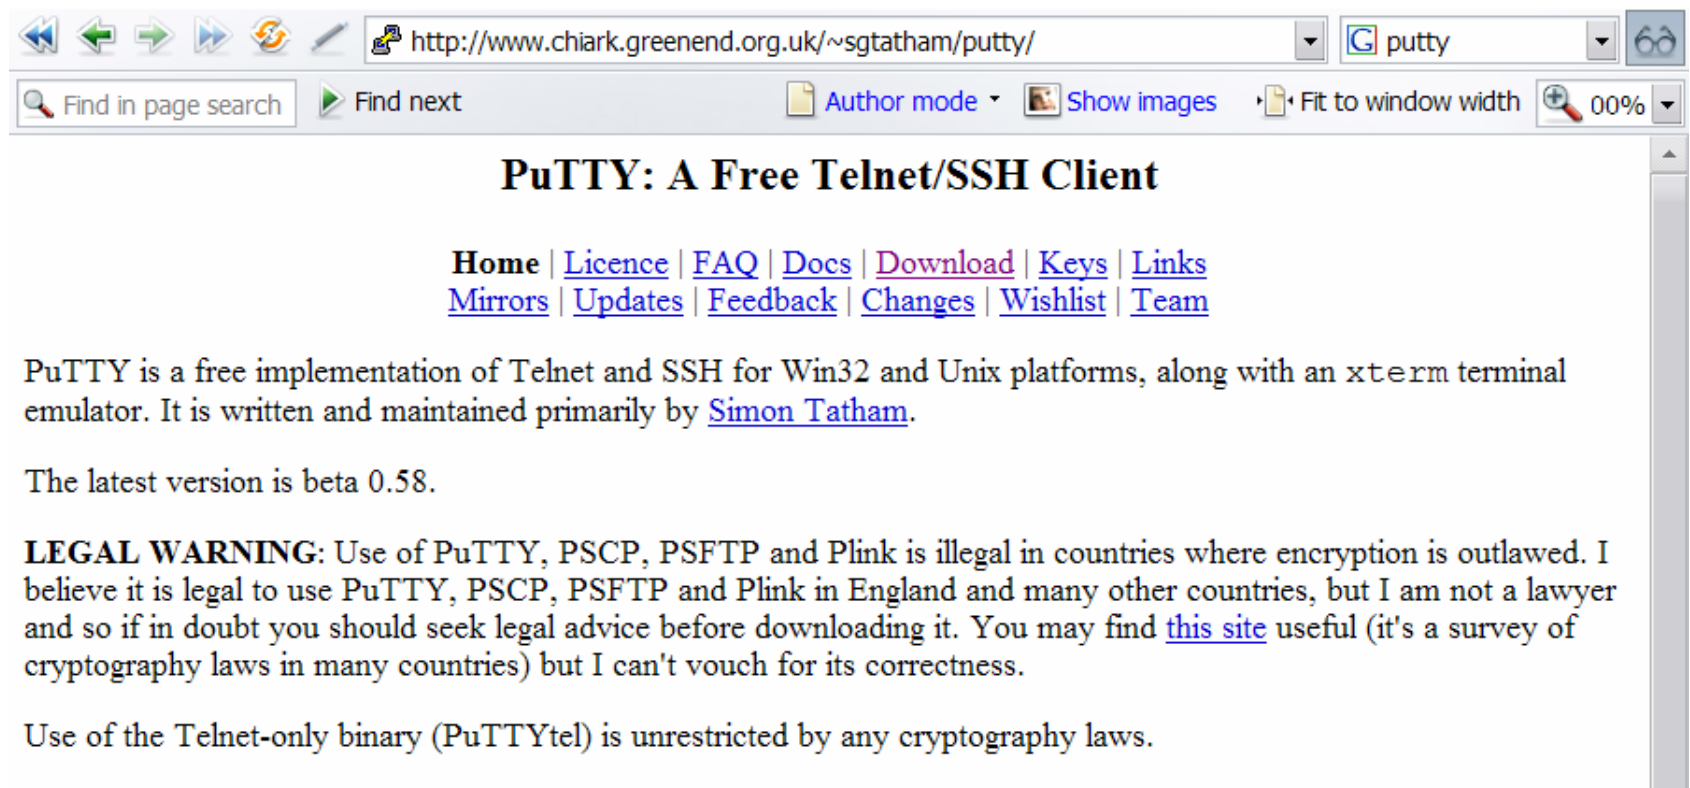 http://www.chiark.greenend.org.uk/~sgtatham/putty/
G putty
Find in page search
Find next
Author mode
Show images
Fit to window width
00%
PuTTY: A Free Telnet/SSH Client
Home | Licence | FAQ | Docs | Download | Keys | Links
Mirrors | Updates | Feedback | Changes | Wishlist | Team
PuTTY is a free implementation of Telnet and SSH for Win32 and Unix platforms, along with an xterm terminal
emulator. It is written and maintained primarily by Simon Tatham.
The latest version is beta 0.58.
LEGAL WARNING: Use of PuTTY, PSCP, PSFTP and Plink is illegal in countries where encryption is outlawed. I
believe it is legal to use PuTTY, PSCP, PSFTP and Plink in England and many other countries, but I am not a lawyer
and so if in doubt you should seek legal advice before downloading it. You may find this site useful (it's a survey of
cryptography laws in many countries) but I can't vouch for its correctness.
Use of the Telnet-only binary (PuTTYtel) is unrestricted by any cryptography laws.